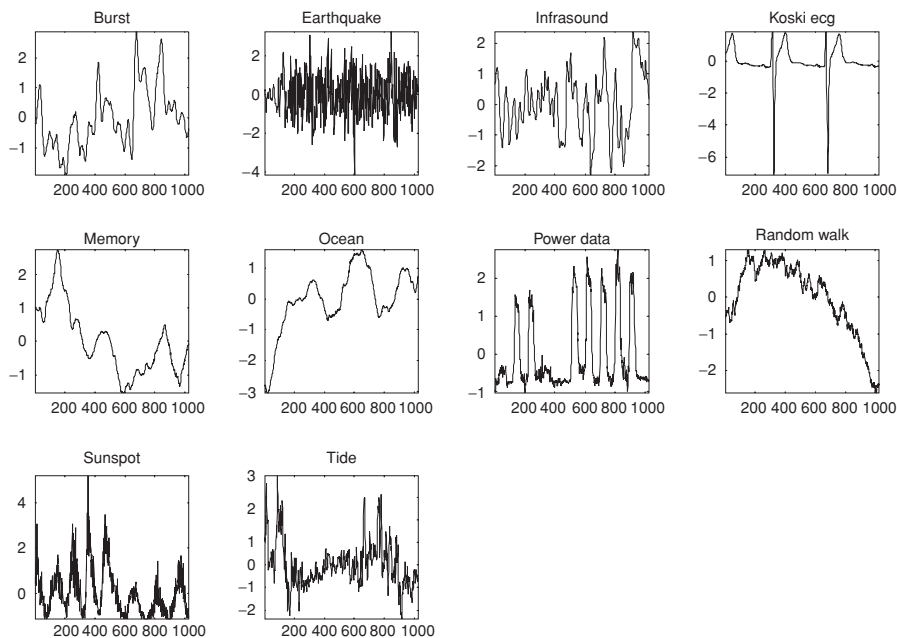 Burst Earthquake Infrasound Koski ecg
2 1 0 −1
200 400 600 800 1000
2 0 −2 −4
200 400 600 800 1000
2 1 0 −1 −2
200 400 600 800 1000
0 −2 −4 −6
200 400 600 800 1000
Memory Ocean Power data Random walk
2 1 0 −1
200 400 600 800 1000
1 0 −1 −2 −3
200 400 600 800 1000
2 1 0 −1
200 400 600 800 1000
1 0 −1 −2
200 400 600 800 1000
Sunspot Tide
4 2 0
200 400 600 800 1000
3 2 1 0 −1 −2
200 400 600 800 1000